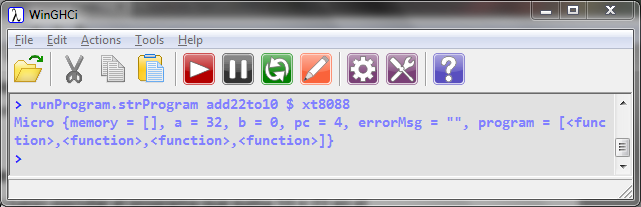 WinGHCi
File Edit Actions Tools Help
> runProgram.strProgram add22to10 $ xt8088
Micro {memory = [], a = 32, b = 0, pc = 4, errorMsg = "", program = [<func
tion>,<function>,<function>,<function>]}
>